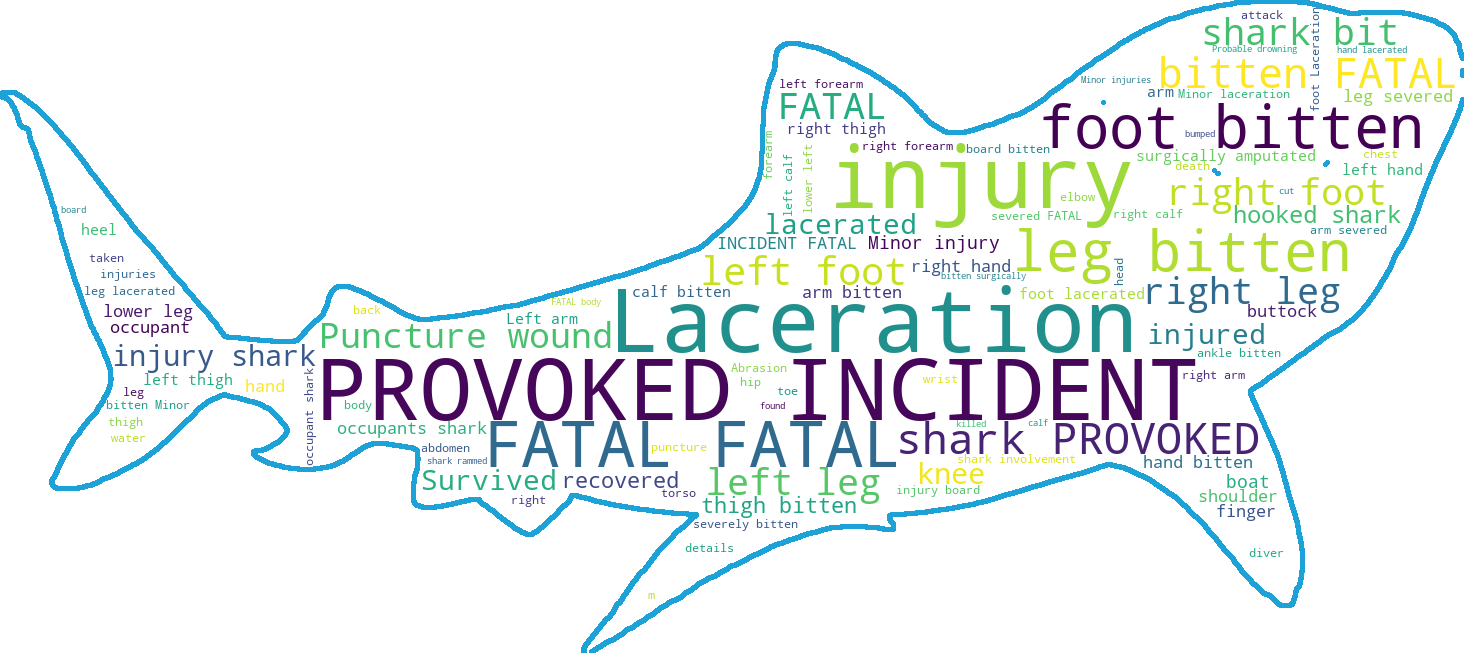 attack
shark bit
foot Laceration
Probable drowning
hand lacerated
bitten FATAL
Minor injuries
left forearm
arm
Minor laceration
leg severed
FATAL
foot bitten
right thigh
bumped
forearm
right forearm
board bitten
injury
surgically amputated
chest
left calf
lower left
death
left hand
right foot
cut
elbow
board
severed FATAL
right calf
hooked shark
lacerated
heel
arm severed
INCIDENT FATAL
Minor injury
leg bitten
taken
injuries
left foot
right hand
bitten surgically
head
leg lacerated
calf bitten
arm bitten
foot lacerated
right leg
FATAL body
lower leg
back
Left arm
Laceration
buttock
occupant
Puncture wound
injured
injury shark
ankle bitten
left thigh
hand
occupant shark
PROVOKED INCIDENT
Abrasion
hip
wrist
right arm
leg
toe
bitten Minor
body
found
thigh
occupants shark
FATAL FATAL
killed
calf
shark PROVOKED
water
abdomen
puncture
shark rammed
shark involvement
hand bitten
Survived
recovered
left leg
knee
boat
right
torso
injury board
shoulder
thigh bitten
finger
severely bitten
details
diver
m